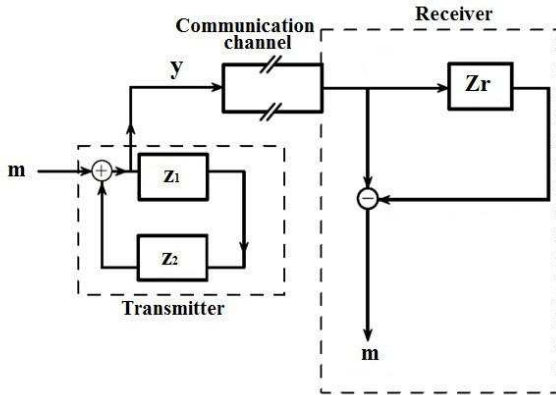 Receiver
Communication
channel
y
Zr
m
+
z1
−
z2
Transmitter
m